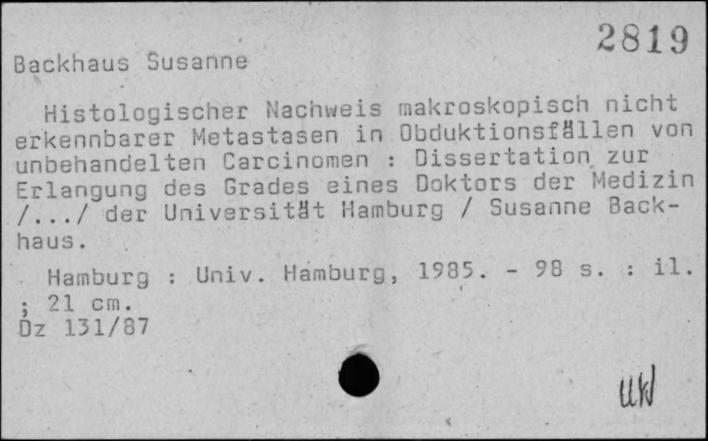 2819
Backhaus Susanne
Histologischer Nachweis makroskopisch nicht
erkennbarer Metastasen in Obduktionsfällen von
unbehandelten Carcinomen : Dissertation zur
Erlangung des Grades eines Doktors der Medizin
/.../ der Universität Hamburg / Susanne Back-
haus.
Hamburg : Univ. Hamburg, 1985. - 98 s. : il.
; 21 cm.
Dz 131/87
UW